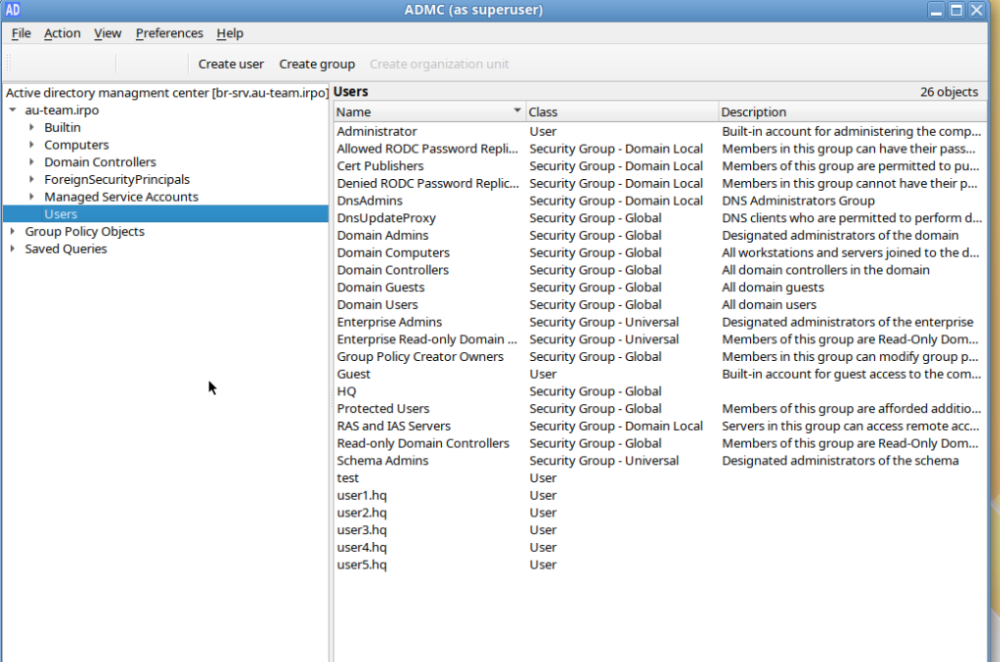 AD ADMC (as superuser)
File Action View Preferences Help
Create user Create group Create organization unit
Active directory managment center [br-srv.au-team.irpo]
au-team.irpo
Builtin
Computers
Domain Controllers
ForeignSecurityPrincipals
Managed Service Accounts
Users
Group Policy Objects
Saved Queries
Users 26 objects
Name Class Description
Administrator User Built-in account for administering the comp...
Allowed RODC Password Repli... Security Group - Domain Local Members in this group can have their pass...
Cert Publishers Security Group - Domain Local Members of this group are permitted to pu...
Denied RODC Password Replic... Security Group - Domain Local Members in this group cannot have their p...
DnsAdmins Security Group - Domain Local DNS Administrators Group
DnsUpdateProxy Security Group - Global DNS clients who are permitted to perform d...
Domain Admins Security Group - Global Designated administrators of the domain
Domain Computers Security Group - Global All workstations and servers joined to the d...
Domain Controllers Security Group - Global All domain controllers in the domain
Domain Guests Security Group - Global All domain guests
Domain Users Security Group - Global All domain users
Enterprise Admins Security Group - Universal Designated administrators of the enterprise
Enterprise Read-only Domain ... Security Group - Universal Members of this group are Read-Only Dom...
Group Policy Creator Owners Security Group - Global Members in this group can modify group p...
Guest User Built-in account for guest access to the com...
HQ Security Group - Global
Protected Users Security Group - Global Members of this group are afforded additio...
RAS and IAS Servers Security Group - Domain Local Servers in this group can access remote acc...
Read-only Domain Controllers Security Group - Global Members of this group are Read-Only Dom...
Schema Admins Security Group - Universal Designated administrators of the schema
test User
user1.hq User
user2.hq User
user3.hq User
user4.hq User
user5.hq User